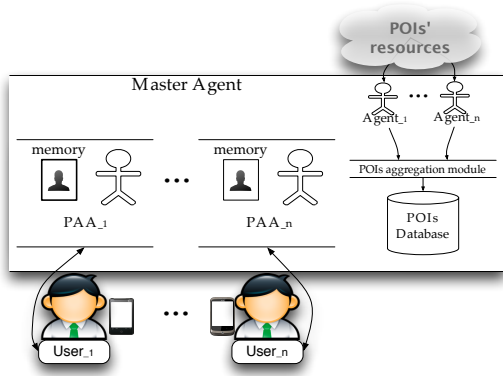 POIs'
resources
Master Agent
Agent_1
...
Agent_n
memory
memory
...
PAA_1
PAA_n
POIs aggregation module
POIs
Database
...
User_1
User_n